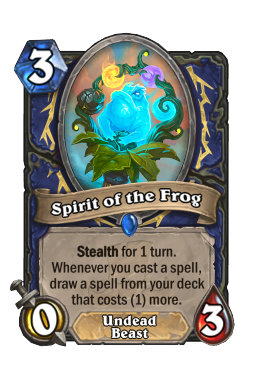 3
Spirit of the Frog
Stealth for 1 turn.
Whenever you cast a spell,
draw a spell from your deck
that costs (1) more.
0
Undead
Beast
3